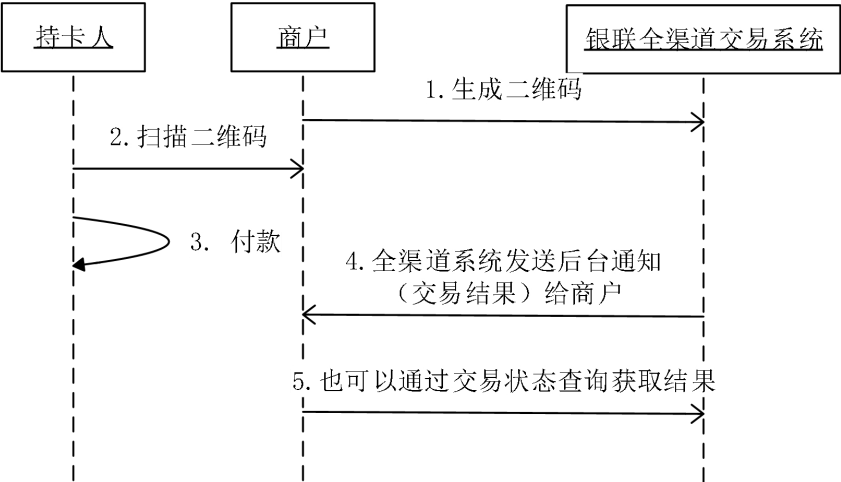 持卡人
商户
银联全渠道交易系统
1.生成二维码
2.扫描二维码
3. 付款
4.全渠道系统发送后台通知
（交易结果）给商户
5.也可以通过交易状态查询获取结果